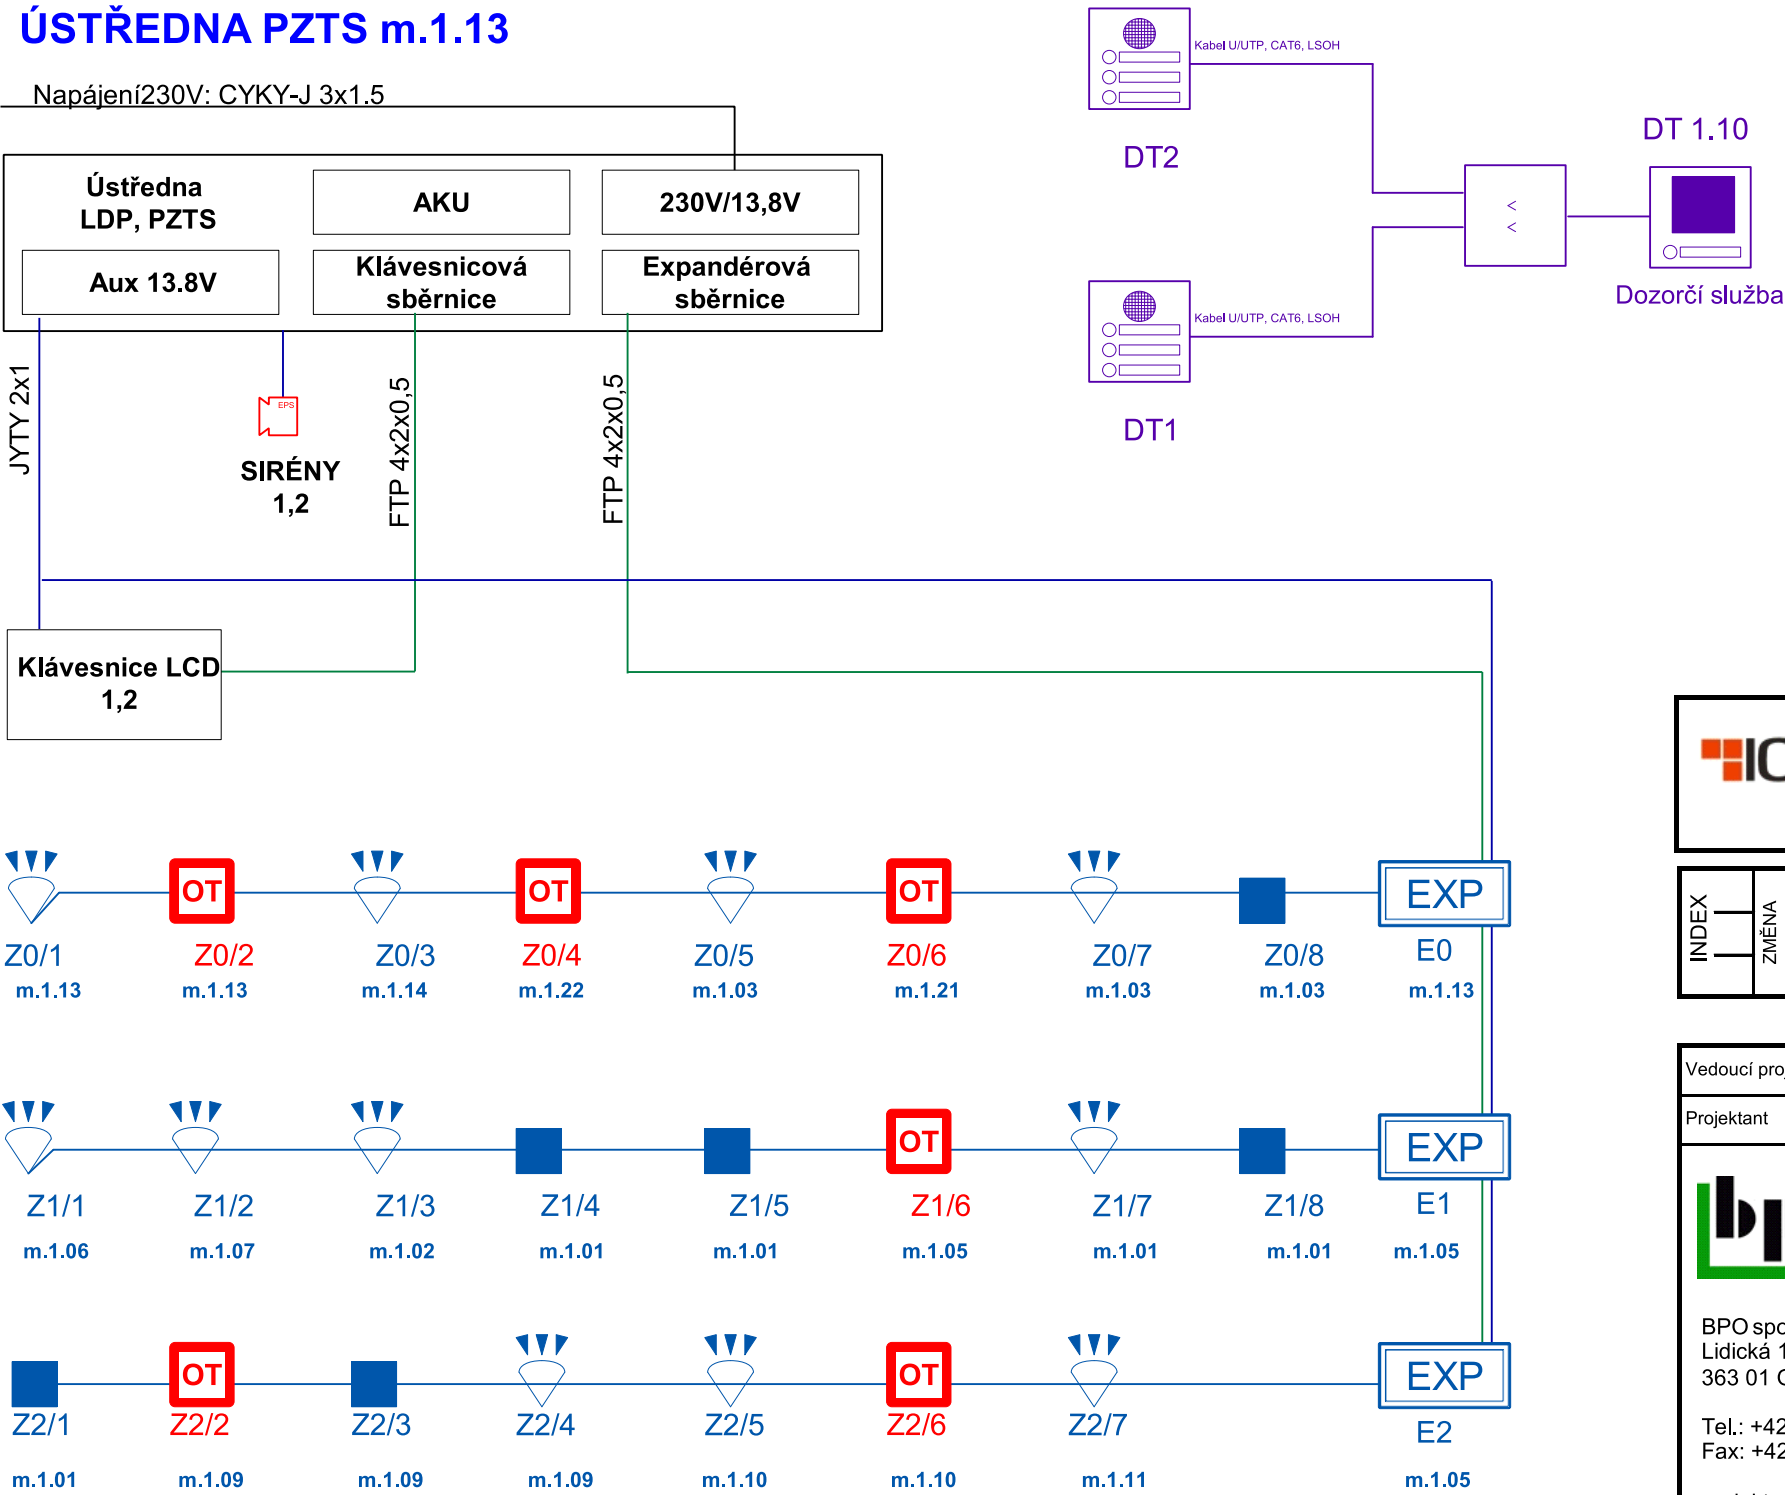 ÚSTŘEDNA PZTS m.1.13
Napájení230V: CYKY-J 3x1.5
Ústředna
LDP, PZTS
AKU
230V/13,8V
Aux 13.8V
Klávesnicová
sběrnice
Expandérová
sběrnice
JYTY 2x1
EPS
SIRÉNY
1,2
FTP 4x2x0,5
FTP 4x2x0,5
Klávesnice LCD
1,2
Kabel U/UTP, CAT6, LSOH
DT2
Kabel U/UTP, CAT6, LSOH
DT1
<
<
DT 1.10
Dozorčí služba
OT OT OT EXP
Z0/1 Z0/2 Z0/3 Z0/4 Z0/5 Z0/6 Z0/7 Z0/8 E0
m.1.13 m.1.13 m.1.14 m.1.22 m.1.03 m.1.21 m.1.03 m.1.03 m.1.13
OT EXP
Z1/1 Z1/2 Z1/3 Z1/4 Z1/5 Z1/6 Z1/7 Z1/8 E1
m.1.06 m.1.07 m.1.02 m.1.01 m.1.01 m.1.05 m.1.01 m.1.01 m.1.05
OT OT EXP
Z2/1 Z2/2 Z2/3 Z2/4 Z2/5 Z2/6 Z2/7 E2
m.1.01 m.1.09 m.1.09 m.1.09 m.1.10 m.1.10 m.1.11 m.1.05
INDEX
ZMĚNA
Vedoucí
Projektant
BPO
Lidická
363 01
Tel.:
Fax: